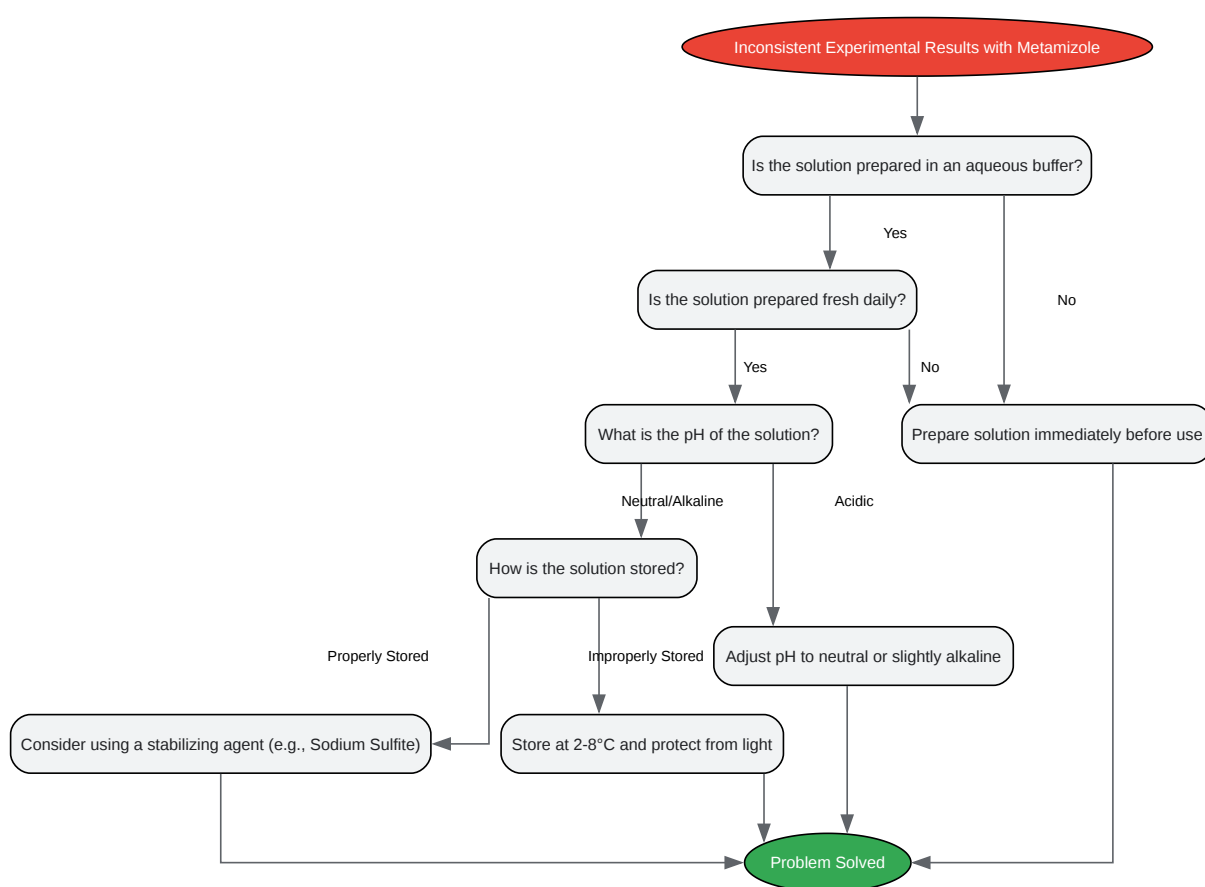 Inconsistent Experimental Results with Metamizole
Is the solution prepared in an aqueous buffer?
Yes
Is the solution prepared fresh daily?
No
Yes
No
What is the pH of the solution?
Prepare solution immediately before use
Neutral/Alkaline
Acidic
How is the solution stored?
Properly Stored
Improperly Stored
Adjust pH to neutral or slightly alkaline
Consider using a stabilizing agent (e.g., Sodium Sulfite)
Store at 2-8°C and protect from light
Problem Solved